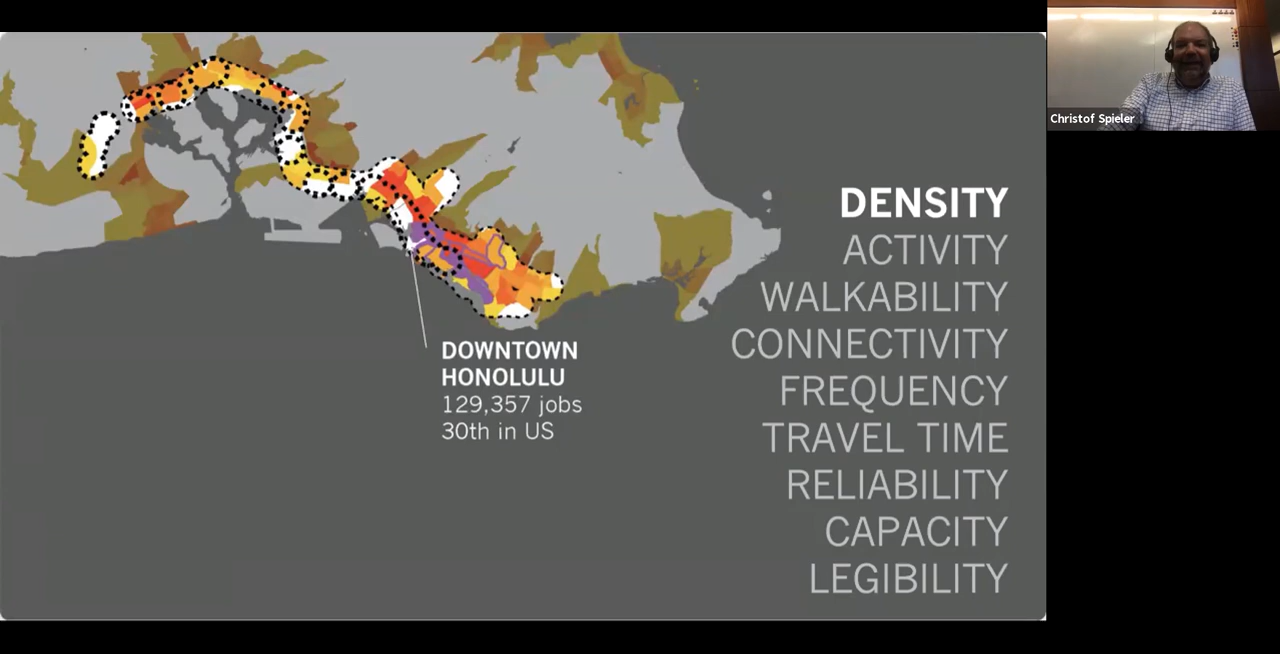 DOWNTOWN
HONOLULU
129,357 jobs
30th in US
DENSITY
ACTIVITY
WALKABILITY
CONNECTIVITY
FREQUENCY
TRAVEL TIME
RELIABILITY
CAPACITY
LEGIBILITY
Christof Spieler